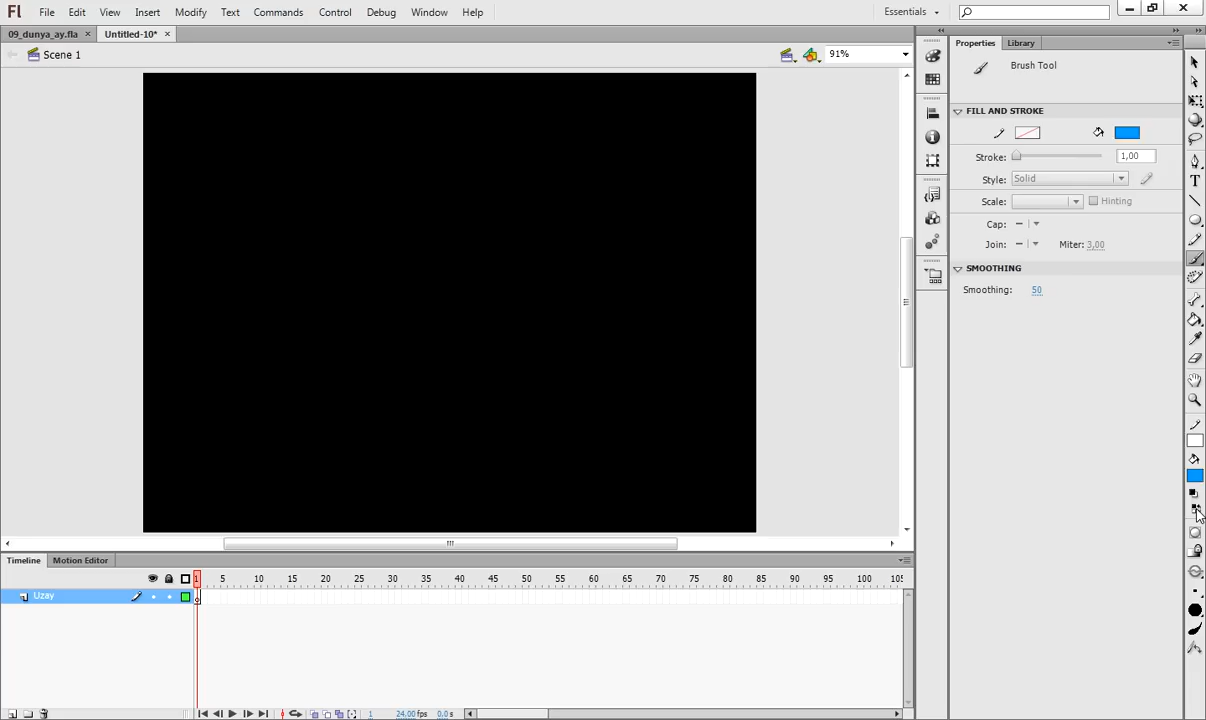 Fl File Edit View Insert Modify Text Commands Control Debug Window Help Essentials
09_dunya_ay.fla Untitled-10*
Scene 1 91%
Properties Library
Brush Tool
FILL AND STROKE
Stroke: 1,00
Style: Solid
Scale: Hinting
Cap:
Join: Miter: 3,00
SMOOTHING
Smoothing: 50
Timeline Motion Editor
1 5 10 15 20 25 30 35 40 45 50 55 60 65 70 75 80 85 90 95 100 105
Uzay
1 24.00 fps 0.0 s